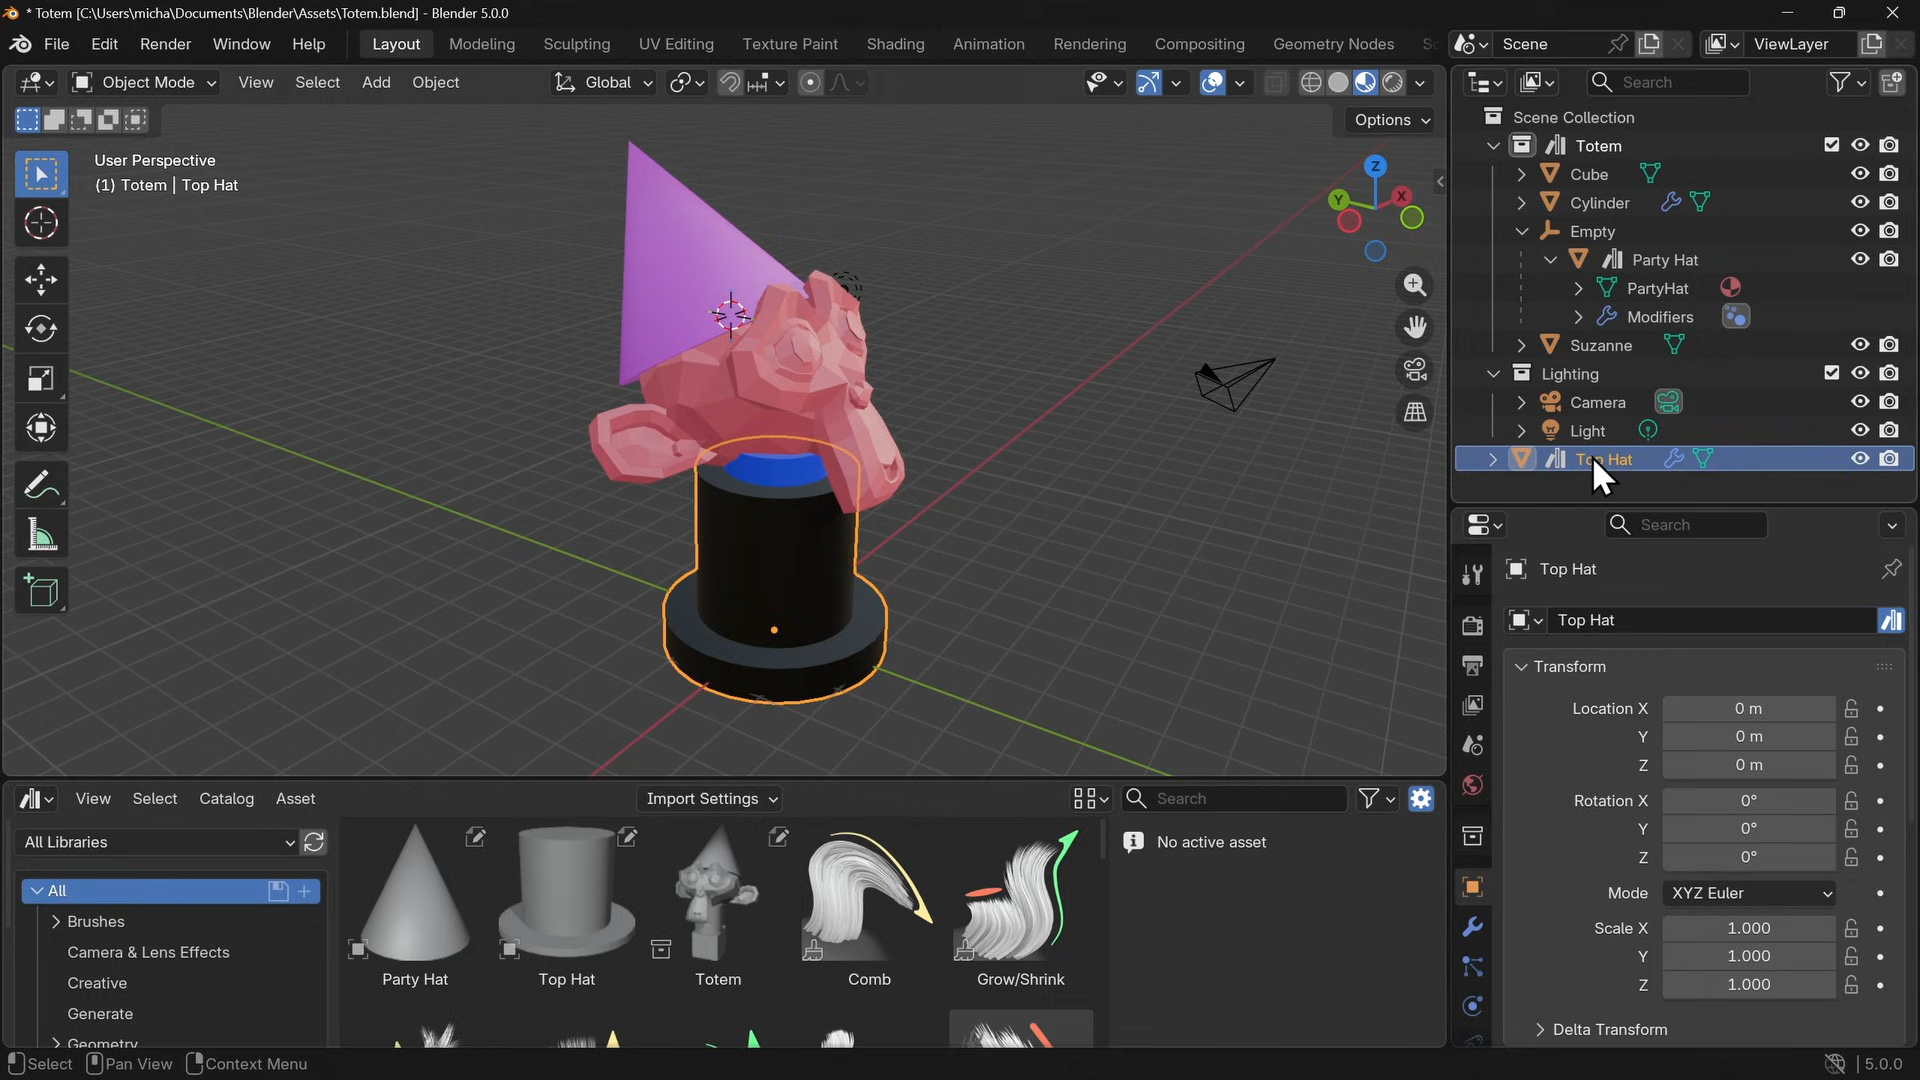 * Totem [C:\Users\micha\Documents\Blender\Assets\Totem.blend] - Blender 5.0.0
File Edit Render Window Help Layout Modeling Sculpting UV Editing Texture Paint Shading Animation Rendering Compositing Geometry Nodes Sc Scene ViewLayer
Object Mode View Select Add Object Global
Options
User Perspective
(1) Totem | Top Hat
Z
Y
X
Search
Scene Collection
Totem
Cube
Cylinder
Empty
Party Hat
PartyHat
Modifiers
Suzanne
Lighting
Camera
Light
Top Hat
Search
Top Hat
Top Hat
Transform
Location X 0 m
Y 0 m
Z 0 m
Rotation X 0°
Y 0°
Z 0°
Mode XYZ Euler
Scale X 1.000
Y 1.000
Z 1.000
Delta Transform
View Select Catalog Asset Import Settings Search
All Libraries
All
Brushes
Camera & Lens Effects
Creative
Generate
Geometry
Party Hat Top Hat Totem Comb Grow/Shrink
No active asset
Select Pan View Context Menu 5.0.0